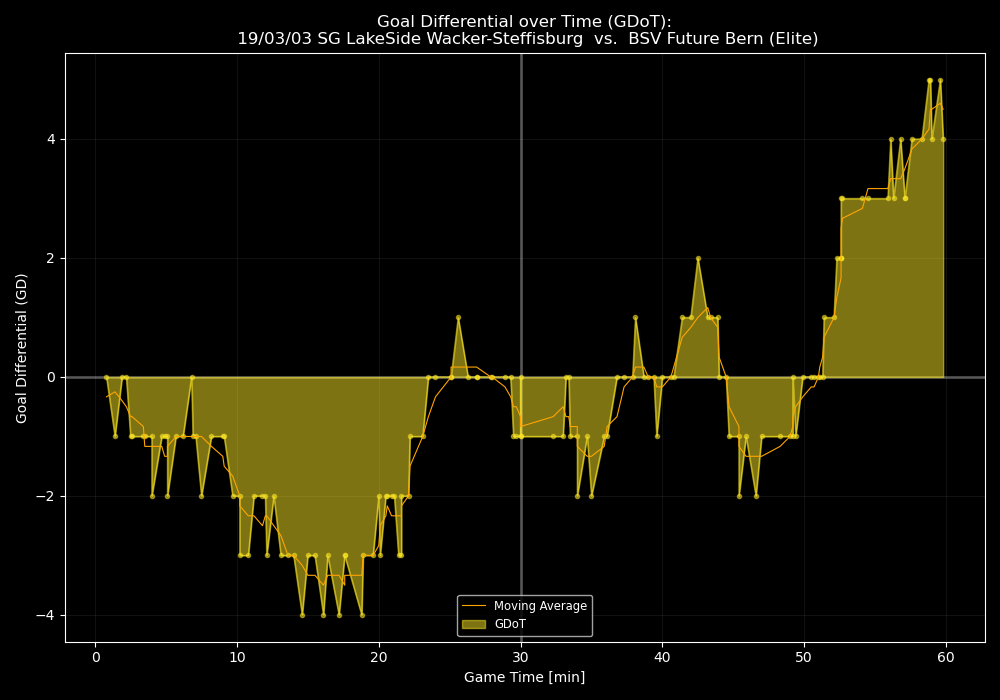 Goal Differential over Time (GDoT):
19/03/03 SG LakeSide Wacker-Steffisburg  vs.  BSV Future Bern (Elite)
Goal Differential (GD)
4
2
0
−2
−4
Moving Average
GDoT
0 10 20 30 40 50 60
Game Time [min]